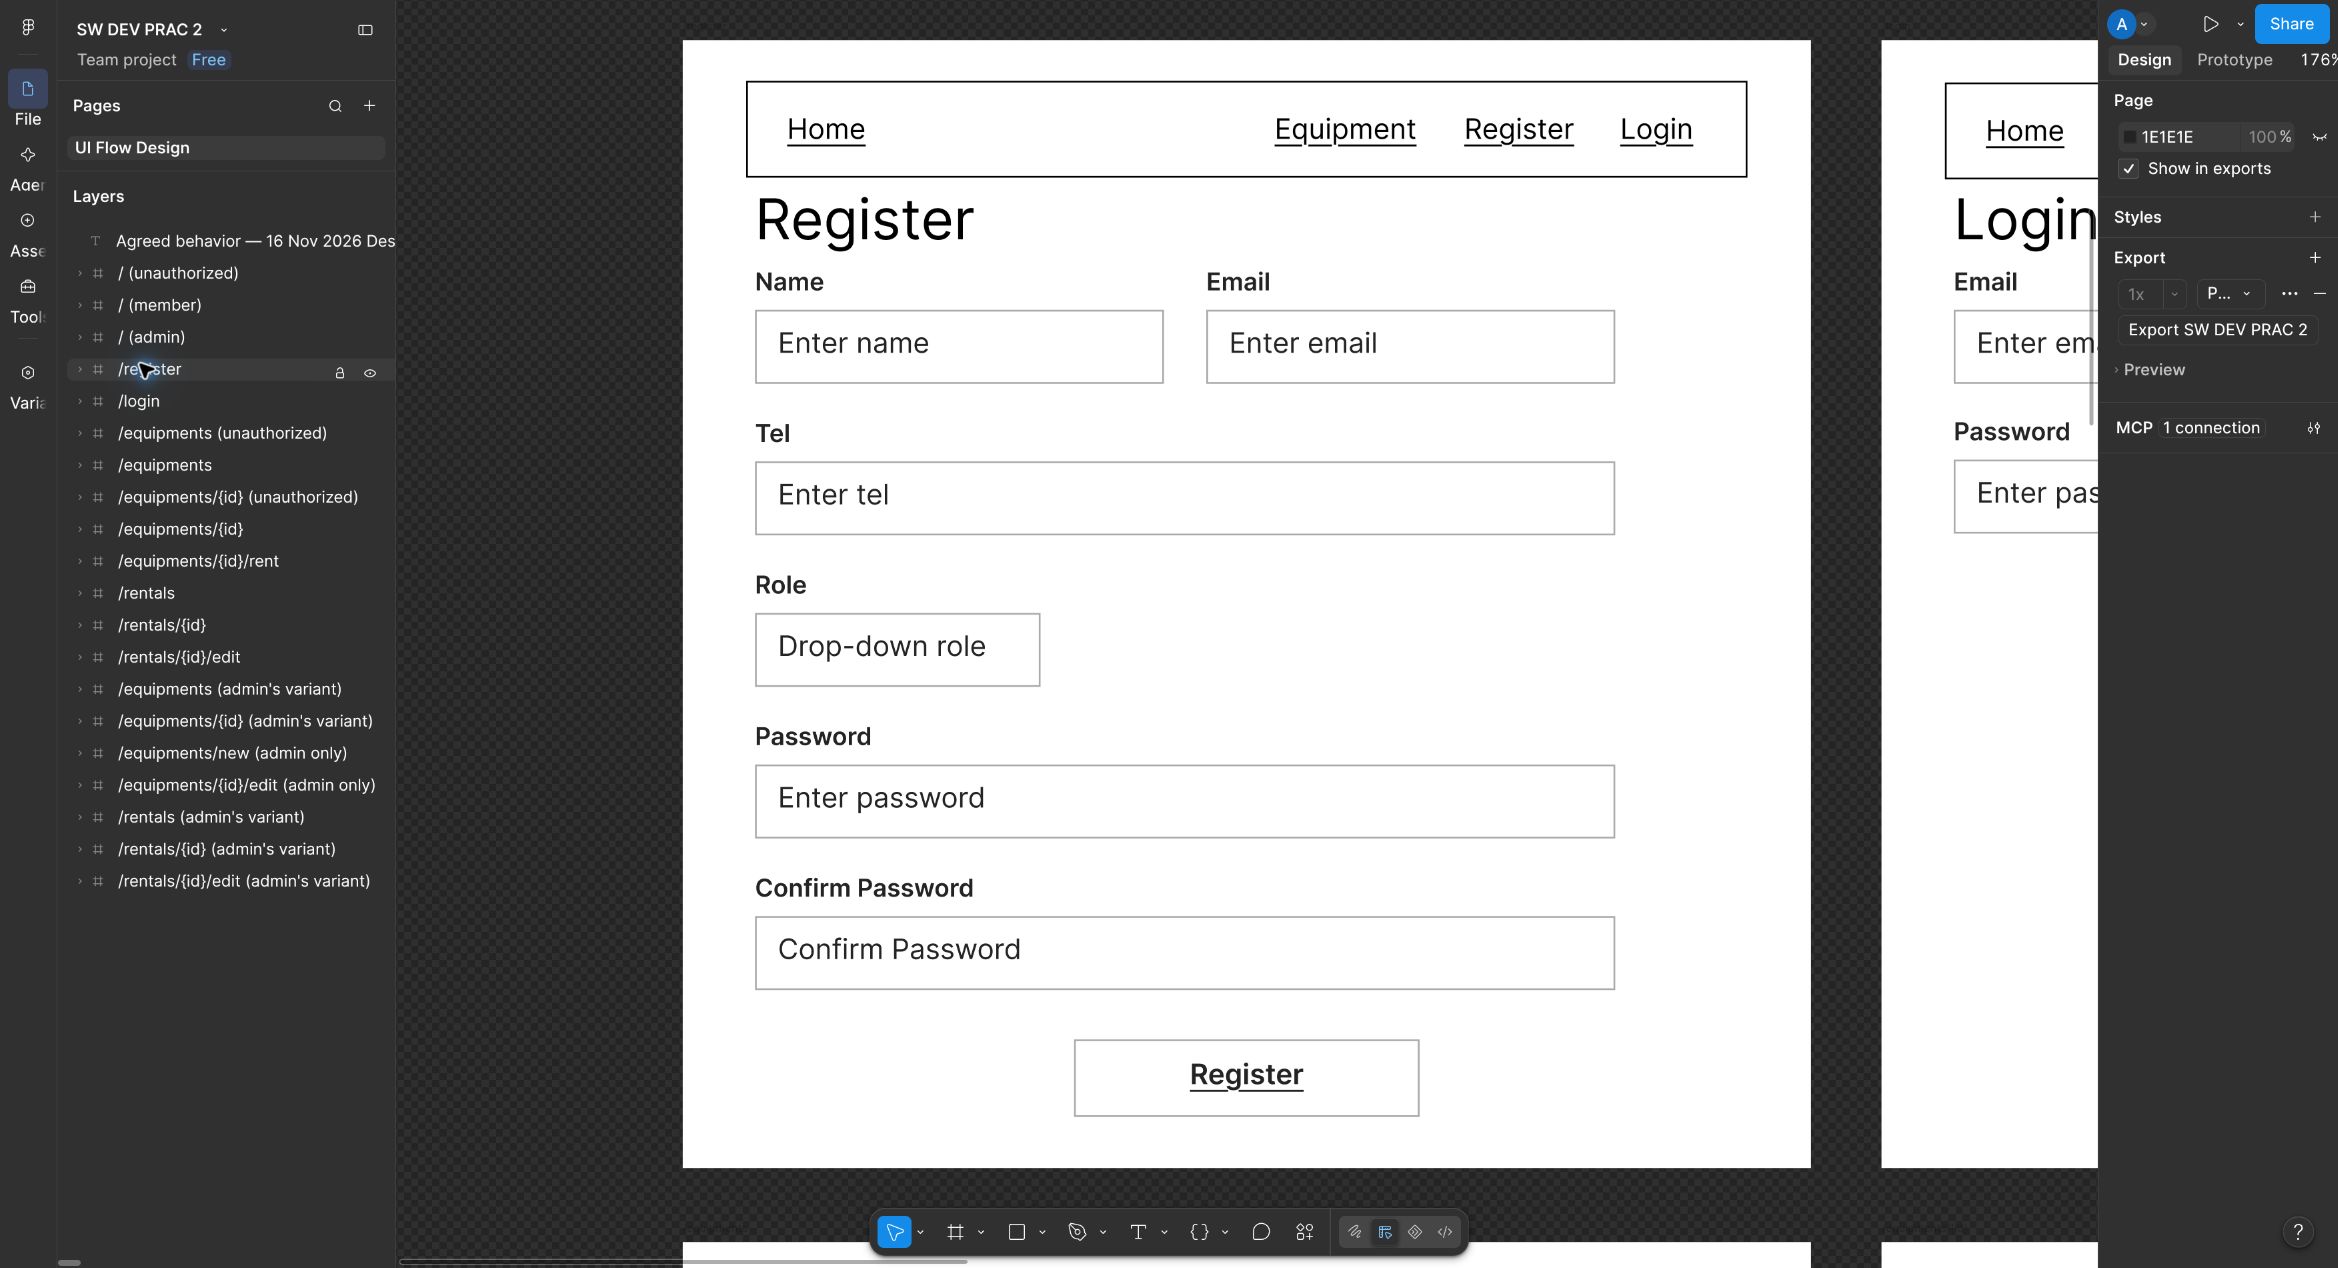 SW DEV PRAC 2
Team project Free
File
Pages
UI Flow Design
Layers
Agreed behavior — 16 Nov 2026 Des
/ (unauthorized)
/ (member)
/ (admin)
/login
/equipments (unauthorized)
/equipments
/equipments/{id} (unauthorized)
/equipments/{id}
/equipments/{id}/rent
/rentals
/rentals/{id}
/rentals/{id}/edit
/equipments (admin's variant)
/equipments/{id} (admin's variant)
/equipments/new (admin only)
/equipments/{id}/edit (admin only)
/rentals (admin's variant)
/rentals/{id} (admin's variant)
/rentals/{id}/edit (admin's variant)
Home Equipment Register Login
Register
Name Email
Enter name Enter email
Tel
Enter tel
Role
Drop-down role
Password
Enter password
Confirm Password
Confirm Password
Register
Home
Login
Email
Enter
Password
Enter
A
Share
Design Prototype 176%
Page
1E1E1E 100 %
Show in exports
Styles
Export
1x P...
Export SW DEV PRAC 2
Preview
MCP 1 connection
?